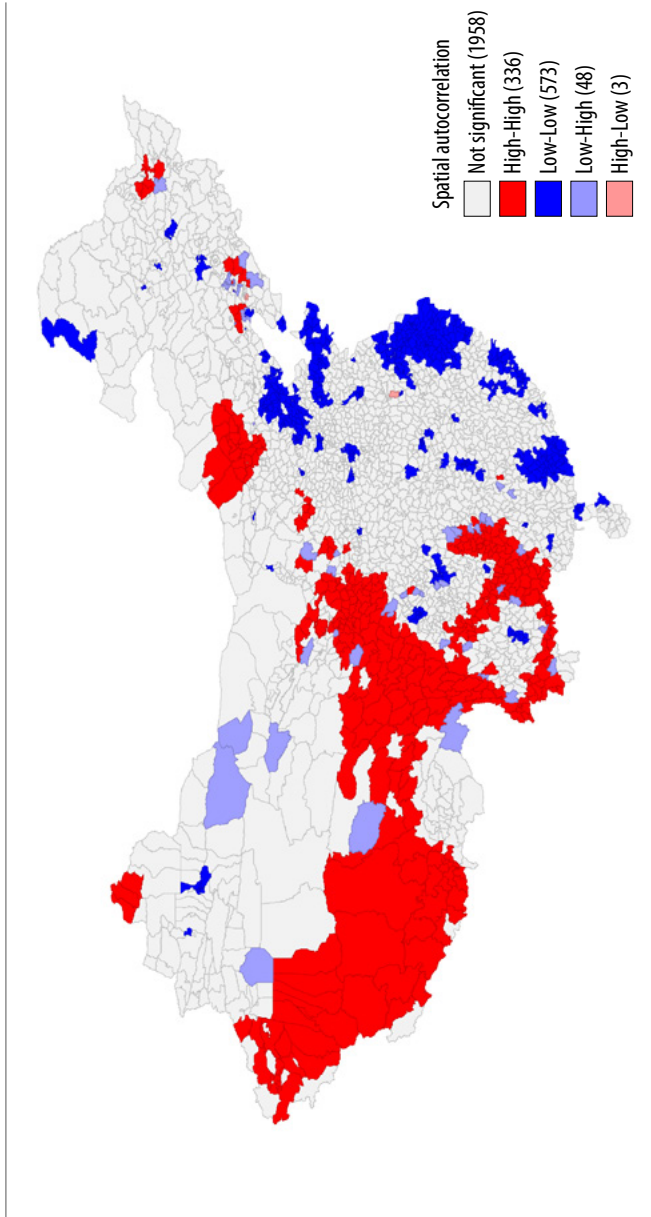 Spatial autocorrelation
Not significant (1958)
High-High (336)
Low-Low (573)
Low-High (48)
High-Low (3)